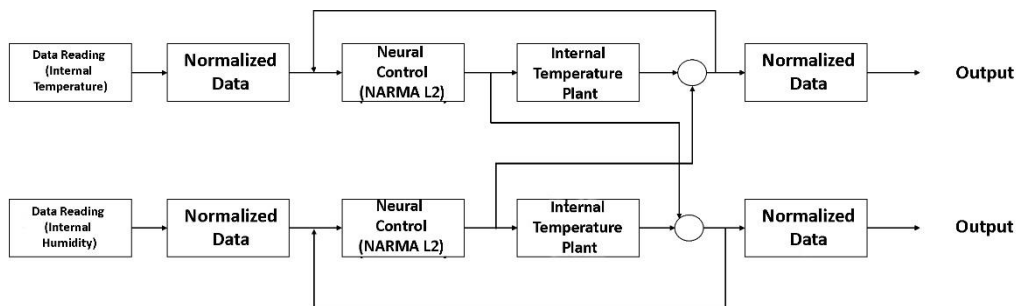 Data Reading
(Internal
Temperature)
Normalized
Data
Neural
Control
(NARMA L2)
Internal
Temperature
Plant
Normalized
Data
Output
Data Reading
(Internal
Humidity)
Normalized
Data
Neural
Control
(NARMA L2)
Internal
Temperature
Plant
Normalized
Data
Output